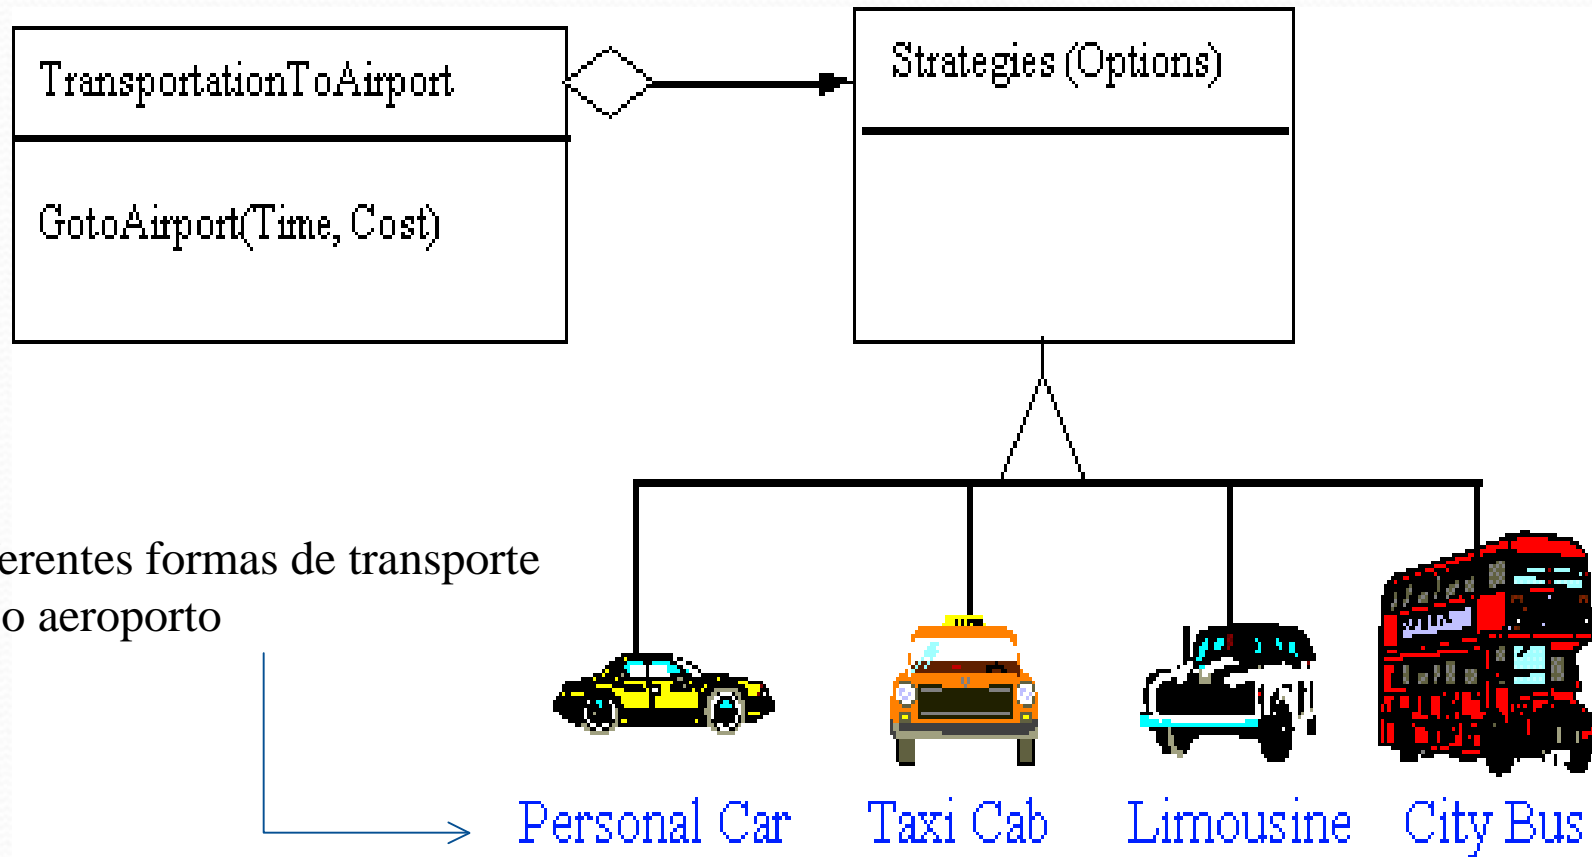 TransportationToAirport
Strategies (Options)
GotoAirport(Time, Cost)
erentes formas de transporte
o aeroporto
Personal Car
Taxi Cab
Limousine
City Bus